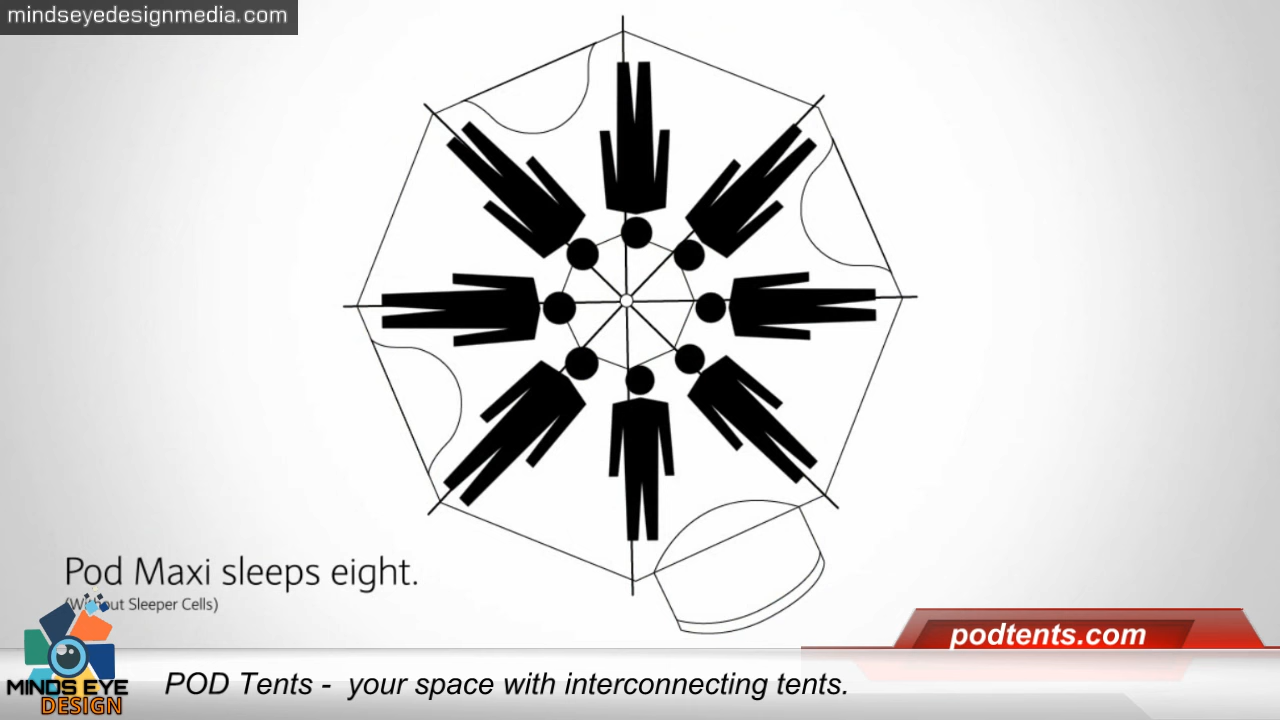 mindseyedesignmedia.com
Pod Maxi sleeps eight.
(Without Sleeper Cells)
podtents.com
MINDS EYE
DESIGN
POD Tents - your space with interconnecting tents.